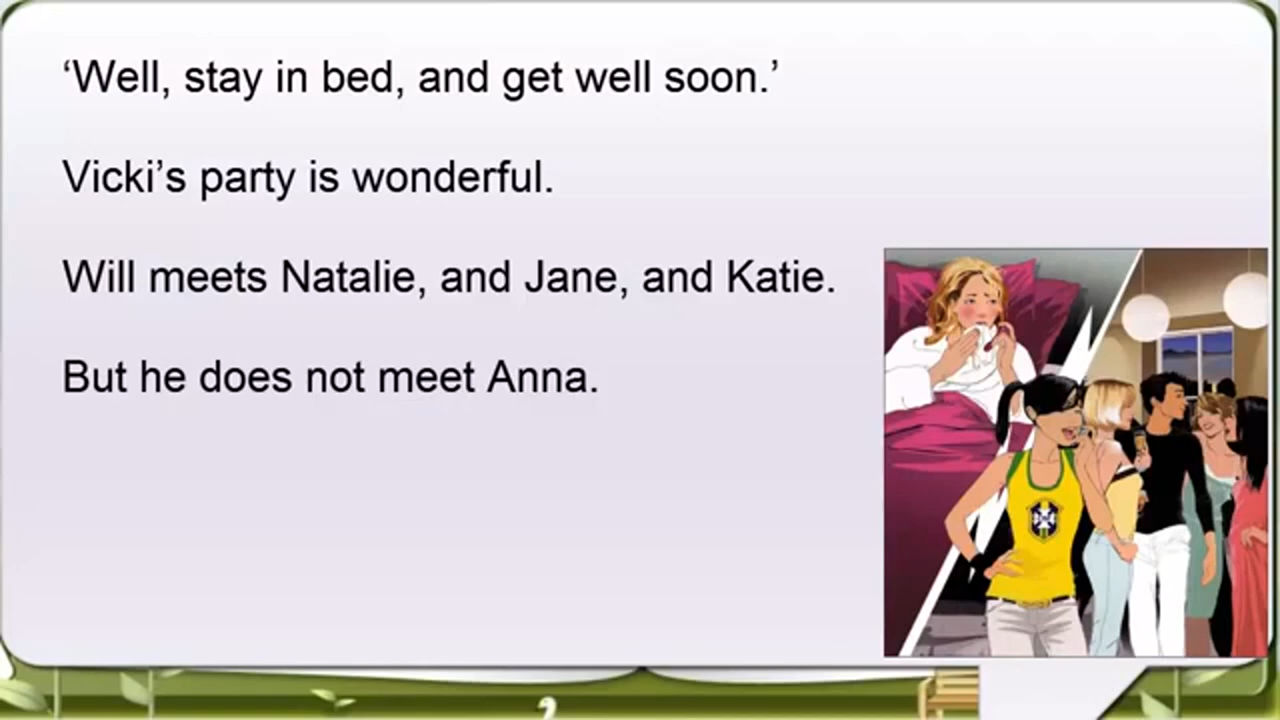 ‘Well, stay in bed, and get well soon.’
Vicki’s party is wonderful.
Will meets Natalie, and Jane, and Katie.
But he does not meet Anna.